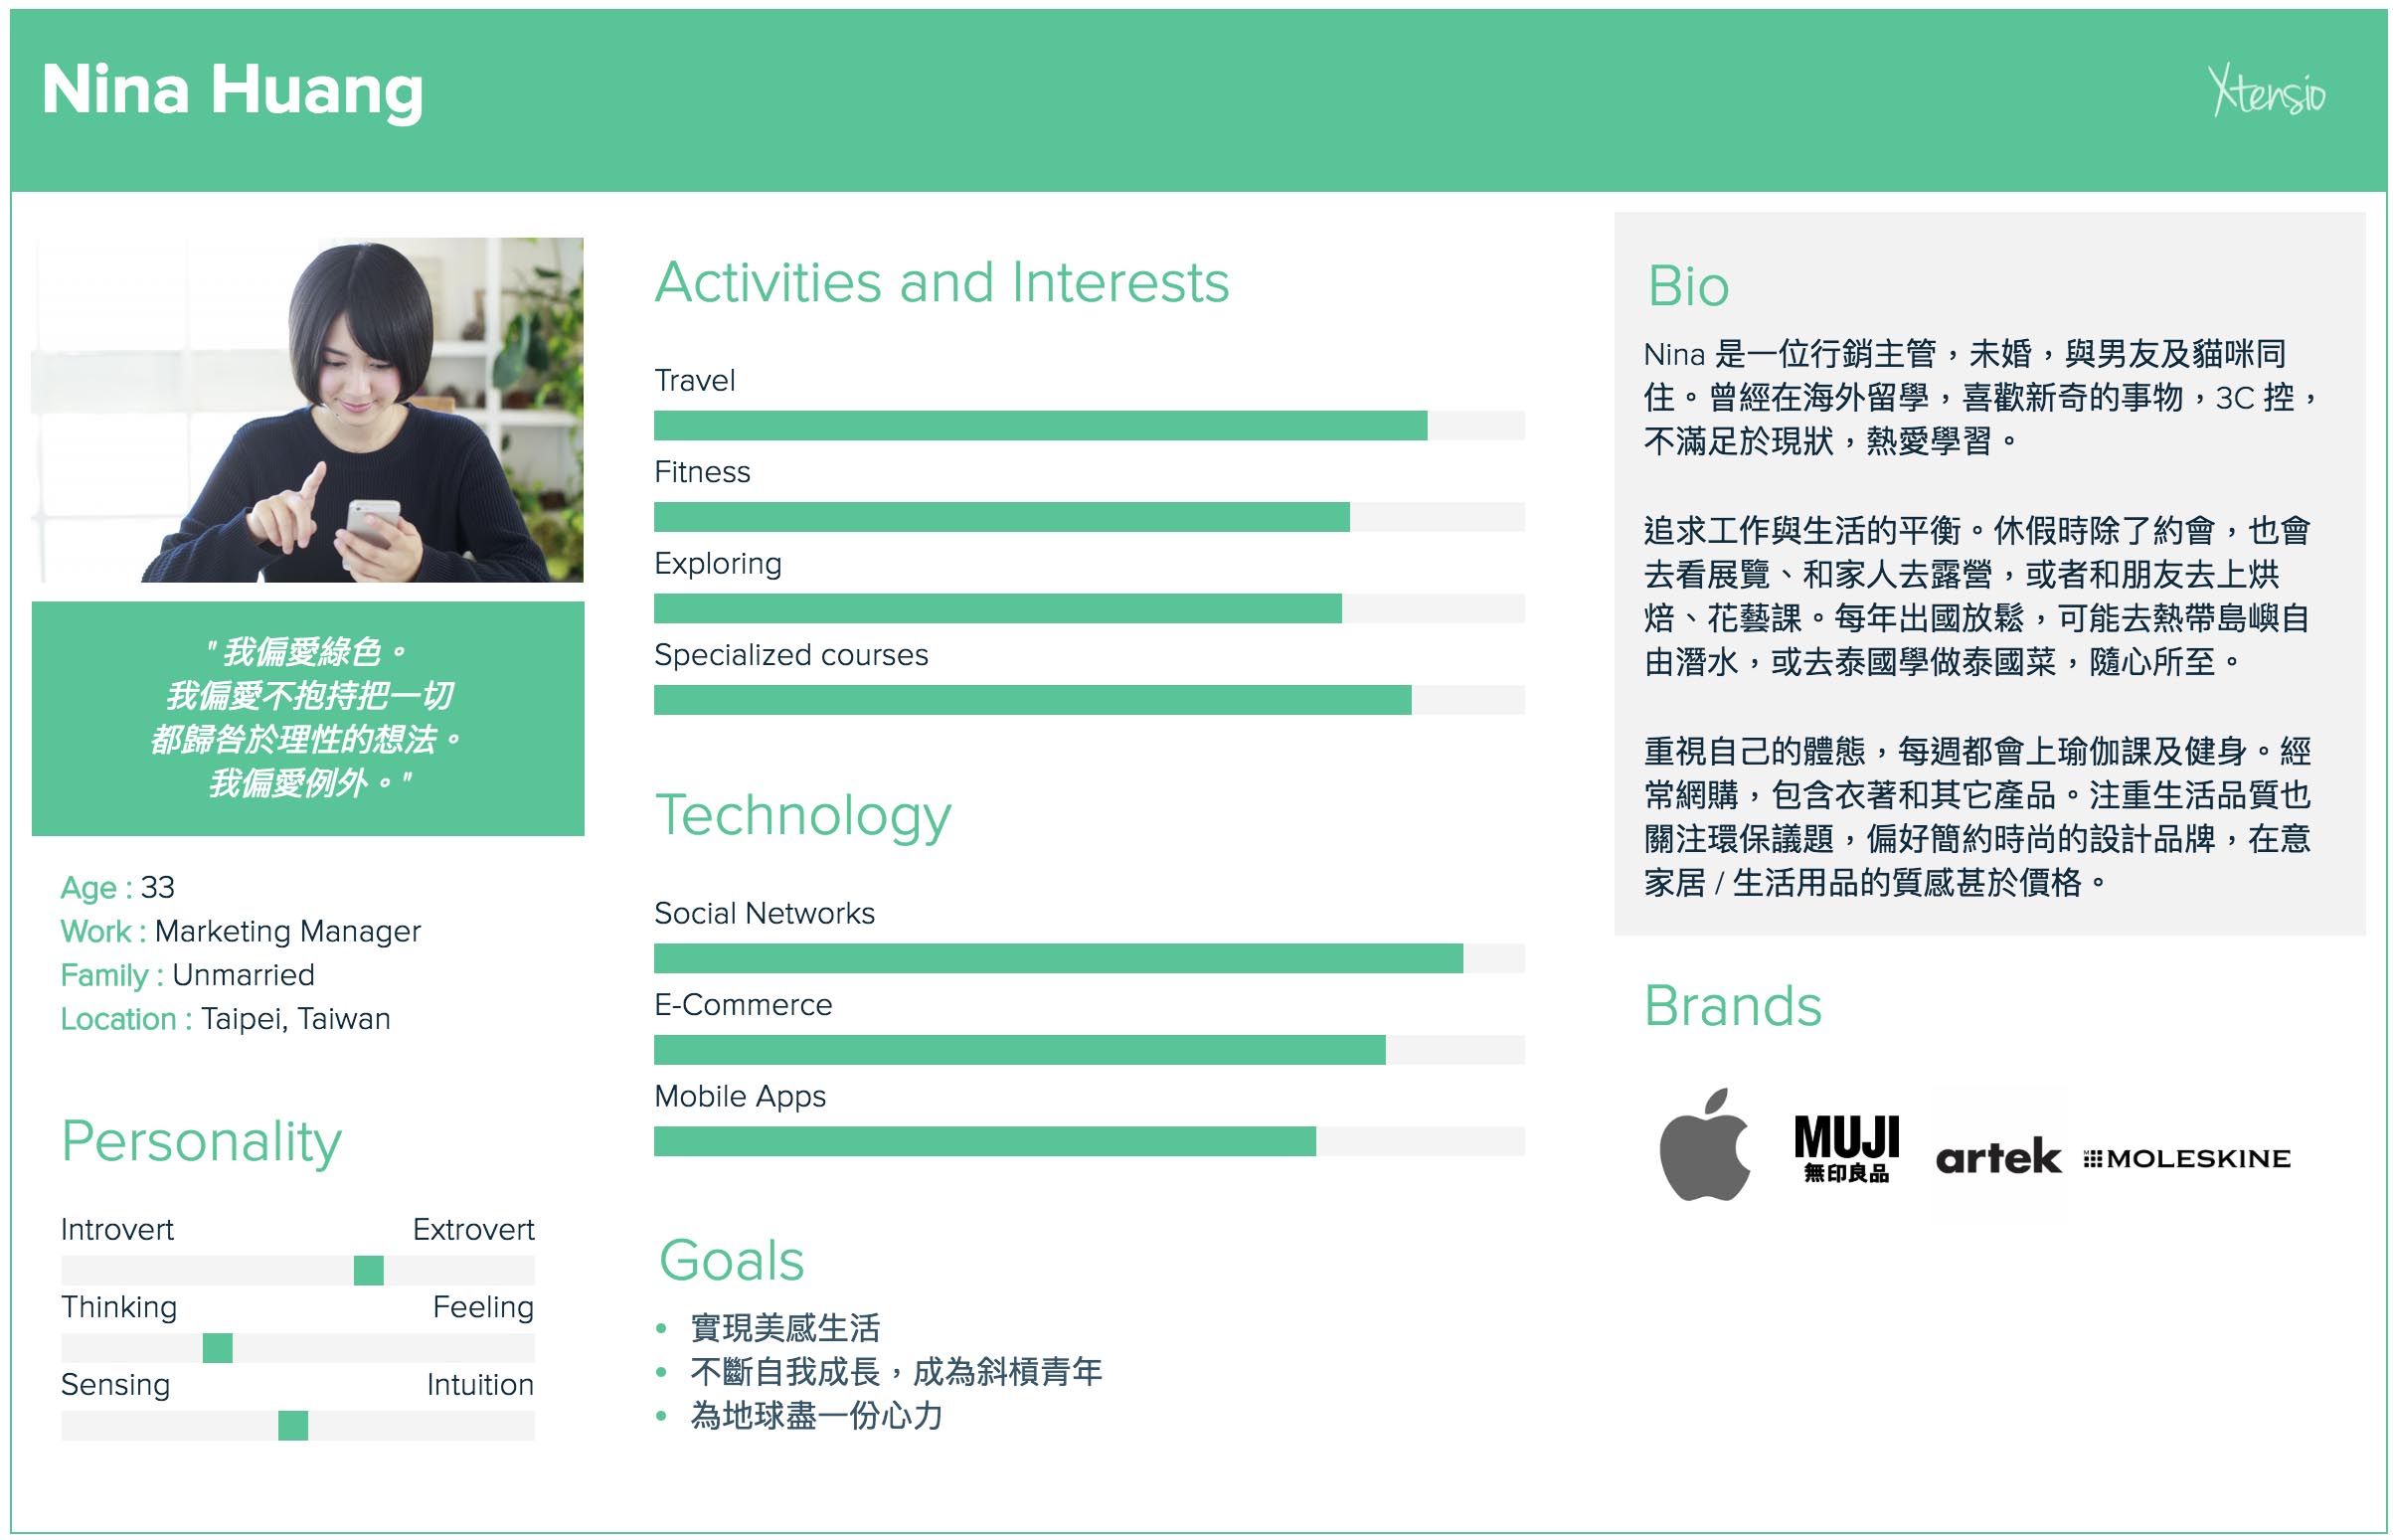 Nina Huang
Xtensio
" 我偏愛綠色。
我偏愛不抱持把一切
都歸咎於理性的想法。
我偏愛例外。"
Age : 33
Work : Marketing Manager
Family : Unmarried
Location : Taipei, Taiwan
Personality
Introvert Extrovert
Thinking Feeling
Sensing Intuition
Activities and Interests
Travel
Fitness
Exploring
Specialized courses
Technology
Social Networks
E-Commerce
Mobile Apps
Goals
• 實現美感生活
• 不斷自我成長，成為斜槓青年
• 為地球盡一份心力
Bio
Nina 是一位行銷主管，未婚，與男友及貓咪同
住。曾經在海外留學，喜歡新奇的事物，3C 控，
不滿足於現狀，熱愛學習。
追求工作與生活的平衡。休假時除了約會，也會
去看展覽、和家人去露營，或者和朋友去上烘
焙、花藝課。每年出國放鬆，可能去熱帶島嶼自
由潛水，或去泰國學做泰國菜，隨心所至。
重視自己的體態，每週都會上瑜伽課及健身。經
常網購，包含衣著和其它產品。注重生活品質也
關注環保議題，偏好簡約時尚的設計品牌，在意
家居 / 生活用品的質感甚於價格。
Brands
MUJI
無印良品
artek
MOLESKINE